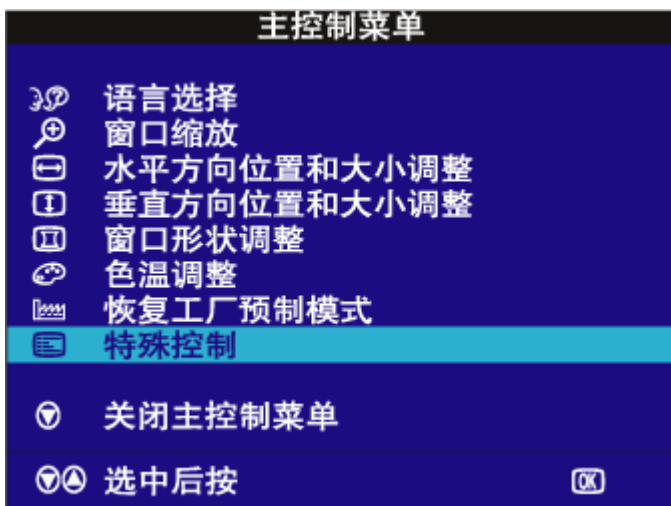 主控制菜单
语言选择
窗口缩放
水平方向位置和大小调整
垂直方向位置和大小调整
窗口形状调整
色温调整
恢复工厂预制模式
特殊控制
关闭主控制菜单
选中后按 OK